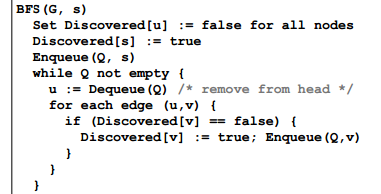 BFS(G, s)
Set Discovered[u] := false for all nodes
Discovered[s] := true
Enqueue(Q, s)
while Q not empty {
u := Dequeue(Q) /* remove from head */
for each edge (u,v) {
if (Discovered[v] == false) {
Discovered[v] := true; Enqueue(Q,v)
}
}
}